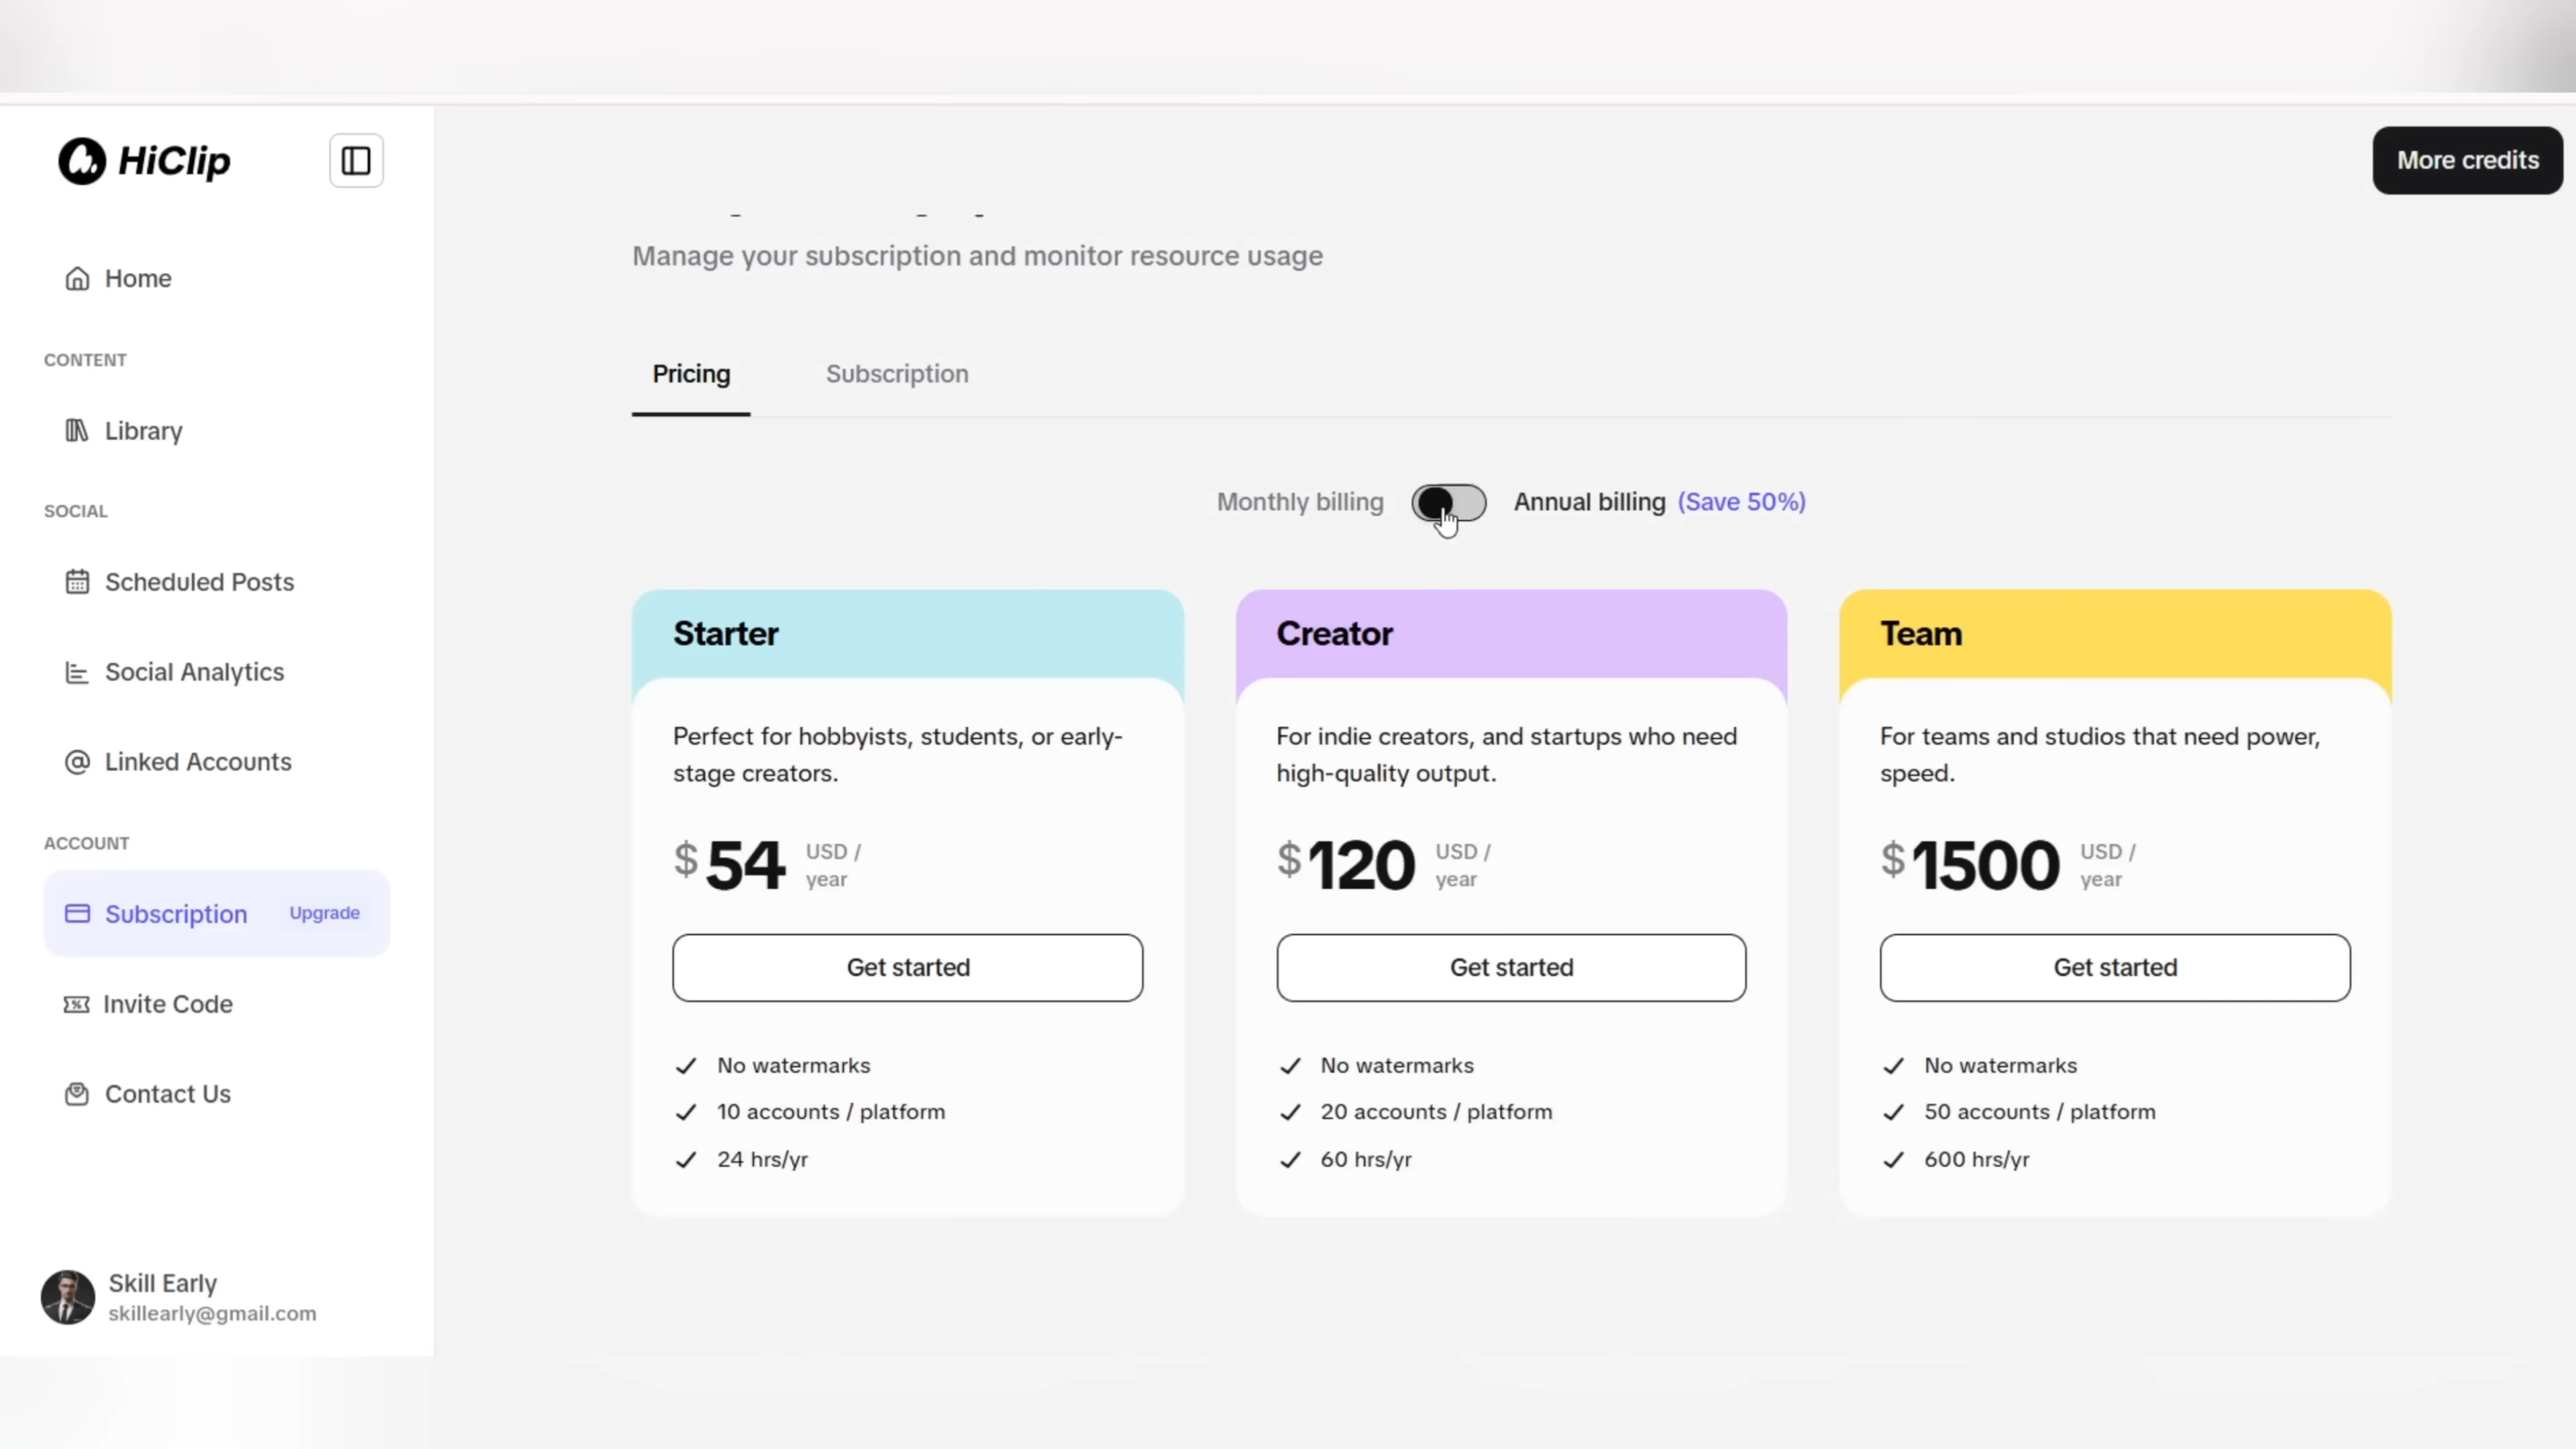 HiClip
More credits
Home
CONTENT
Library
SOCIAL
Scheduled Posts
Social Analytics
Linked Accounts
ACCOUNT
Subscription Upgrade
Invite Code
Contact Us
Skill Early
skillearly@gmail.com
Manage your subscription and monitor resource usage
Pricing Subscription
Monthly billing Annual billing (Save 50%)
Starter
Perfect for hobbyists, students, or early-
stage creators.
$54 USD /
year
Get started
No watermarks
10 accounts / platform
24 hrs/yr
Creator
For indie creators, and startups who need
high-quality output.
$120 USD /
year
Get started
No watermarks
20 accounts / platform
60 hrs/yr
Team
For teams and studios that need power,
speed.
$1500 USD /
year
Get started
No watermarks
50 accounts / platform
600 hrs/yr